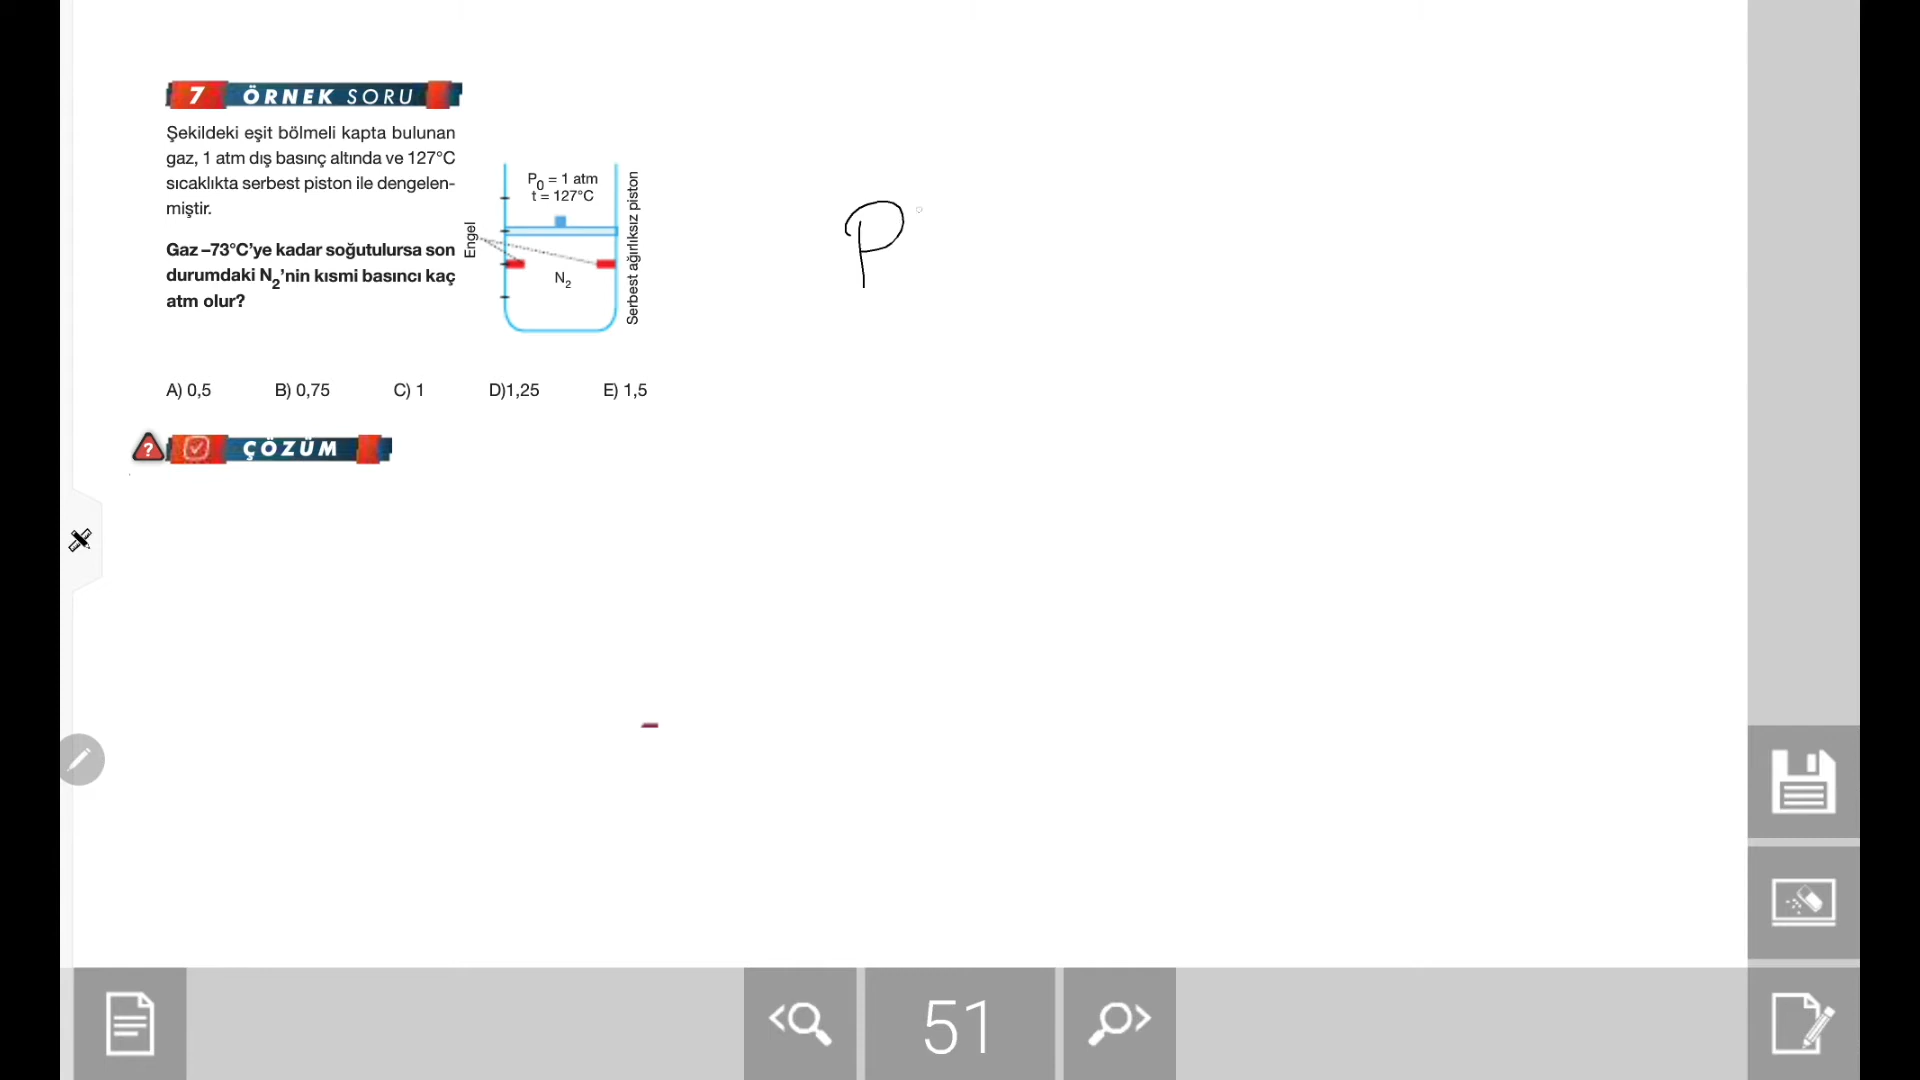 7 ÖRNEK SORU
Şekildeki eşit bölmeli kapta bulunan
gaz, 1 atm dış basınç altında ve 127°C
sıcaklıkta serbest piston ile dengelen-
miştir.
Gaz –73°C'ye kadar soğutulursa son
durumdaki N2'nin kısmi basıncı kaç
atm olur?
P0 = 1 atm
t = 127°C
Engel
N2
Serbest ağırlıksız piston
P
A) 0,5 B) 0,75 C) 1 D)1,25 E) 1,5
? ÇÖZÜM
51